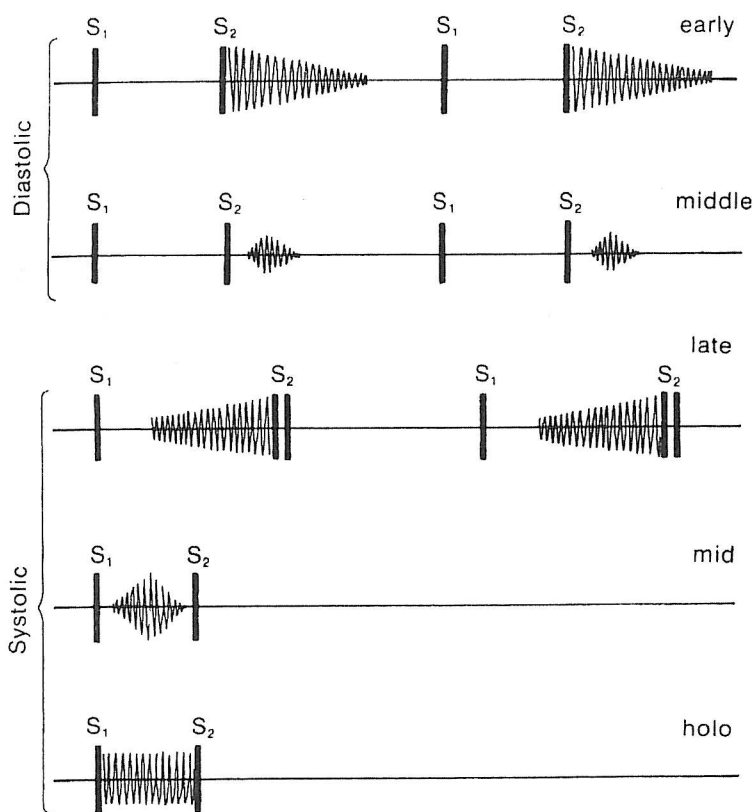 S₁ S₂ S₁ S₂ early
Diastolic
S₁ S₂ S₁ S₂ middle
late
S₁ S₂ S₁ S₂
Systolic
S₁ S₂ mid
S₁ S₂ holo